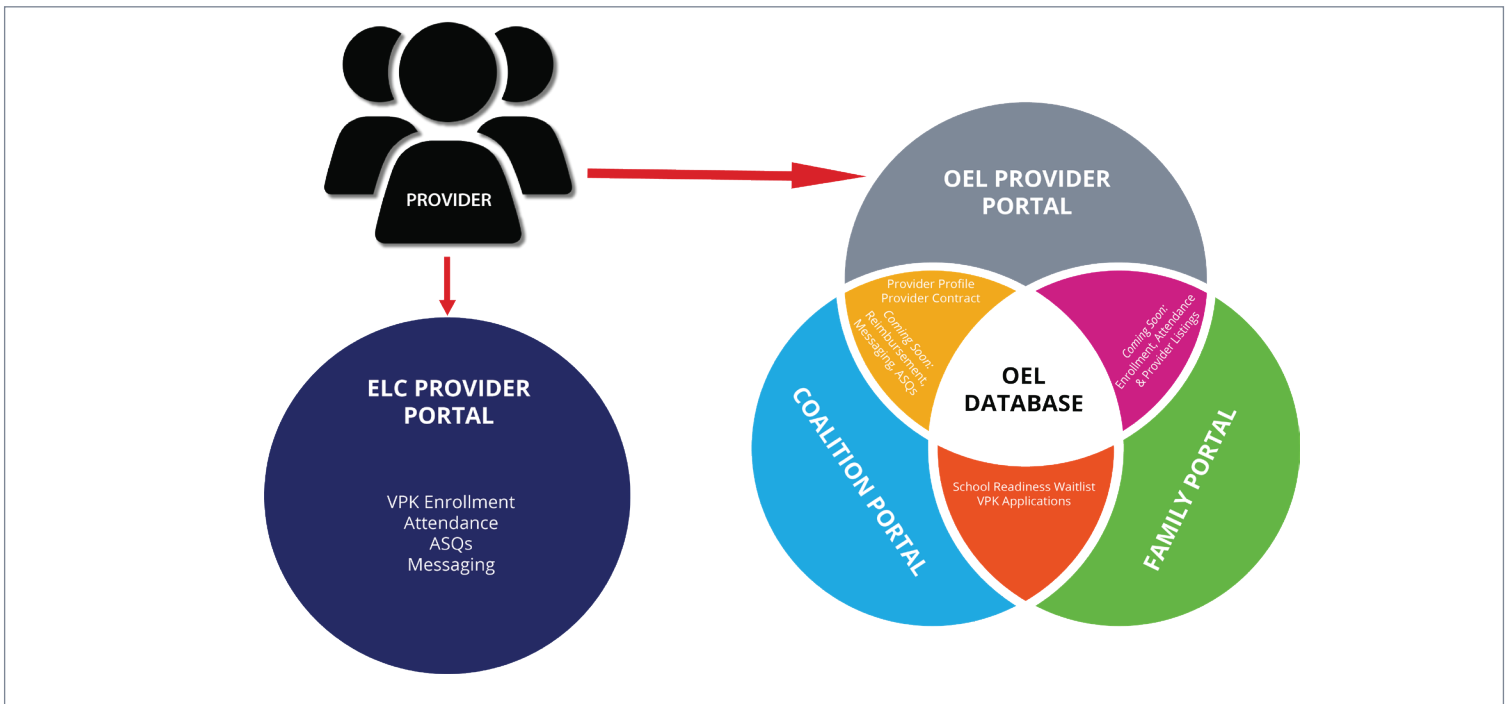 PROVIDER
ELC PROVIDER
PORTAL
VPK Enrollment
Attendance
ASQs
Messaging
OEL PROVIDER
PORTAL
Provider Profile
Provider Contract
Coming Soon:
Reimbursement,
Messaging, ASQs
Coming Soon:
Enrollment, Attendance
& Provider Listings
OEL
DATABASE
COALITION PORTAL
FAMILY PORTAL
School Readiness Waitlist
VPK Applications